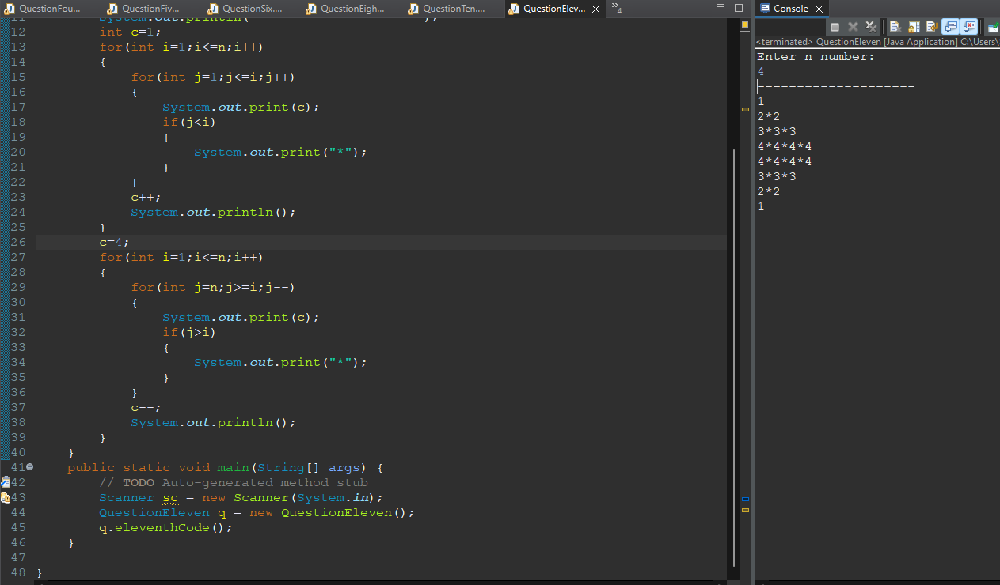 QuestionFou...
QuestionFiv...
QuestionSix....
QuestionEigh...
QuestionTen....
QuestionElev...
»4
Console
<terminated> QuestionEleven [Java Application] C:\Users\
12 int c=1;
13 for(int i=1;i<=n;i++)
14 {
15 for(int j=1;j<=i;j++)
16 {
17 System.out.print(c);
18 if(j<i)
19 {
20 System.out.print("*");
21 }
22 }
23 c++;
24 System.out.println();
25 }
26 c=4;
27 for(int i=1;i<=n;i++)
28 {
29 for(int j=n;j>=i;j--)
30 {
31 System.out.print(c);
32 if(j>i)
33 {
34 System.out.print("*");
35 }
36 }
37 c--;
38 System.out.println();
39 }
40 }
41 public static void main(String[] args) {
42 // TODO Auto-generated method stub
43 Scanner sc = new Scanner(System.in);
44 QuestionEleven q = new QuestionEleven();
45 q.eleventhCode();
46 }
47
48 }
Enter n number:
4
--------------------
1
2*2
3*3*3
4*4*4*4
4*4*4*4
3*3*3
2*2
1